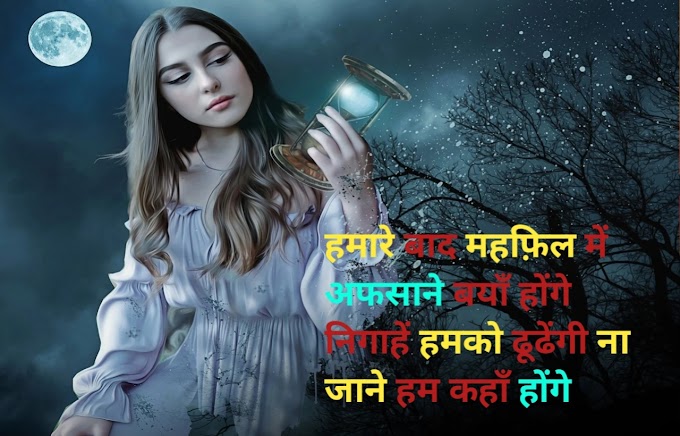 हमारे बाद महफ़िल में
अफसाने बयाँ होंगे
निगाहें हमको ढूढेंगी ना
जाने हम कहाँ होंगे